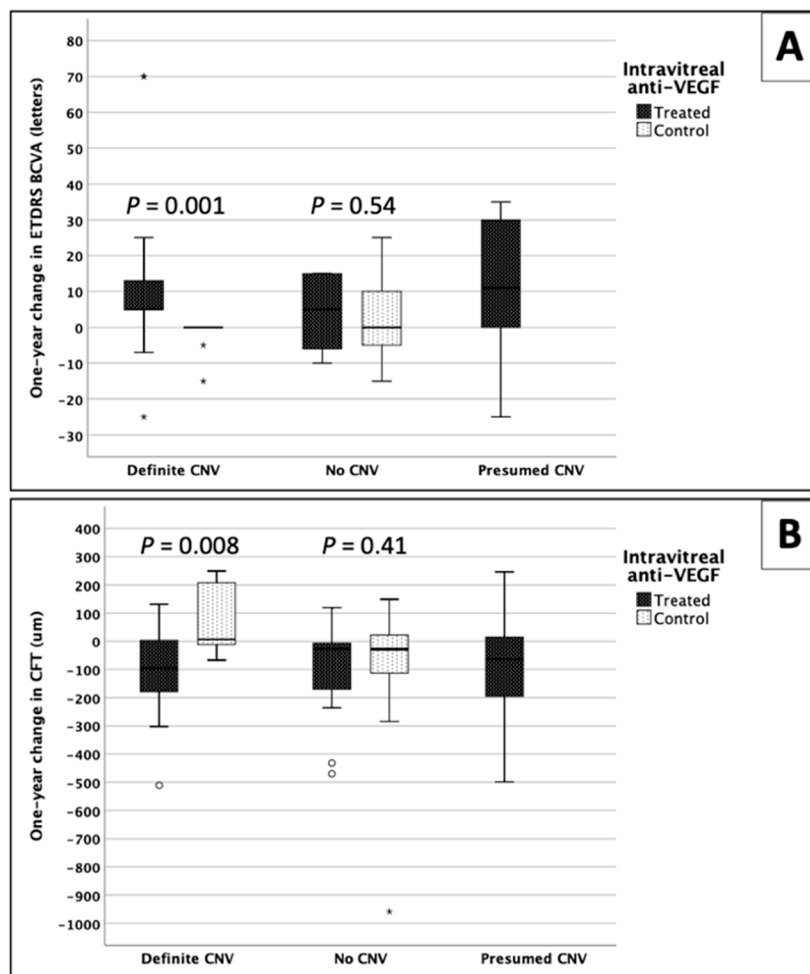 A
One-year change in ETDRS BCVA (letters)
80
70
60
50
40
30
20
10
0
-10
-20
-30
P = 0.001
P = 0.54
Intravitreal
anti-VEGF
Treated
Control
Definite CNV
No CNV
Presumed CNV
B
One-year change in CFT (um)
400
300
200
100
0
-100
-200
-300
-400
-500
-600
-700
-800
-900
-1000
P = 0.008
P = 0.41
Intravitreal
anti-VEGF
Treated
Control
Definite CNV
No CNV
Presumed CNV